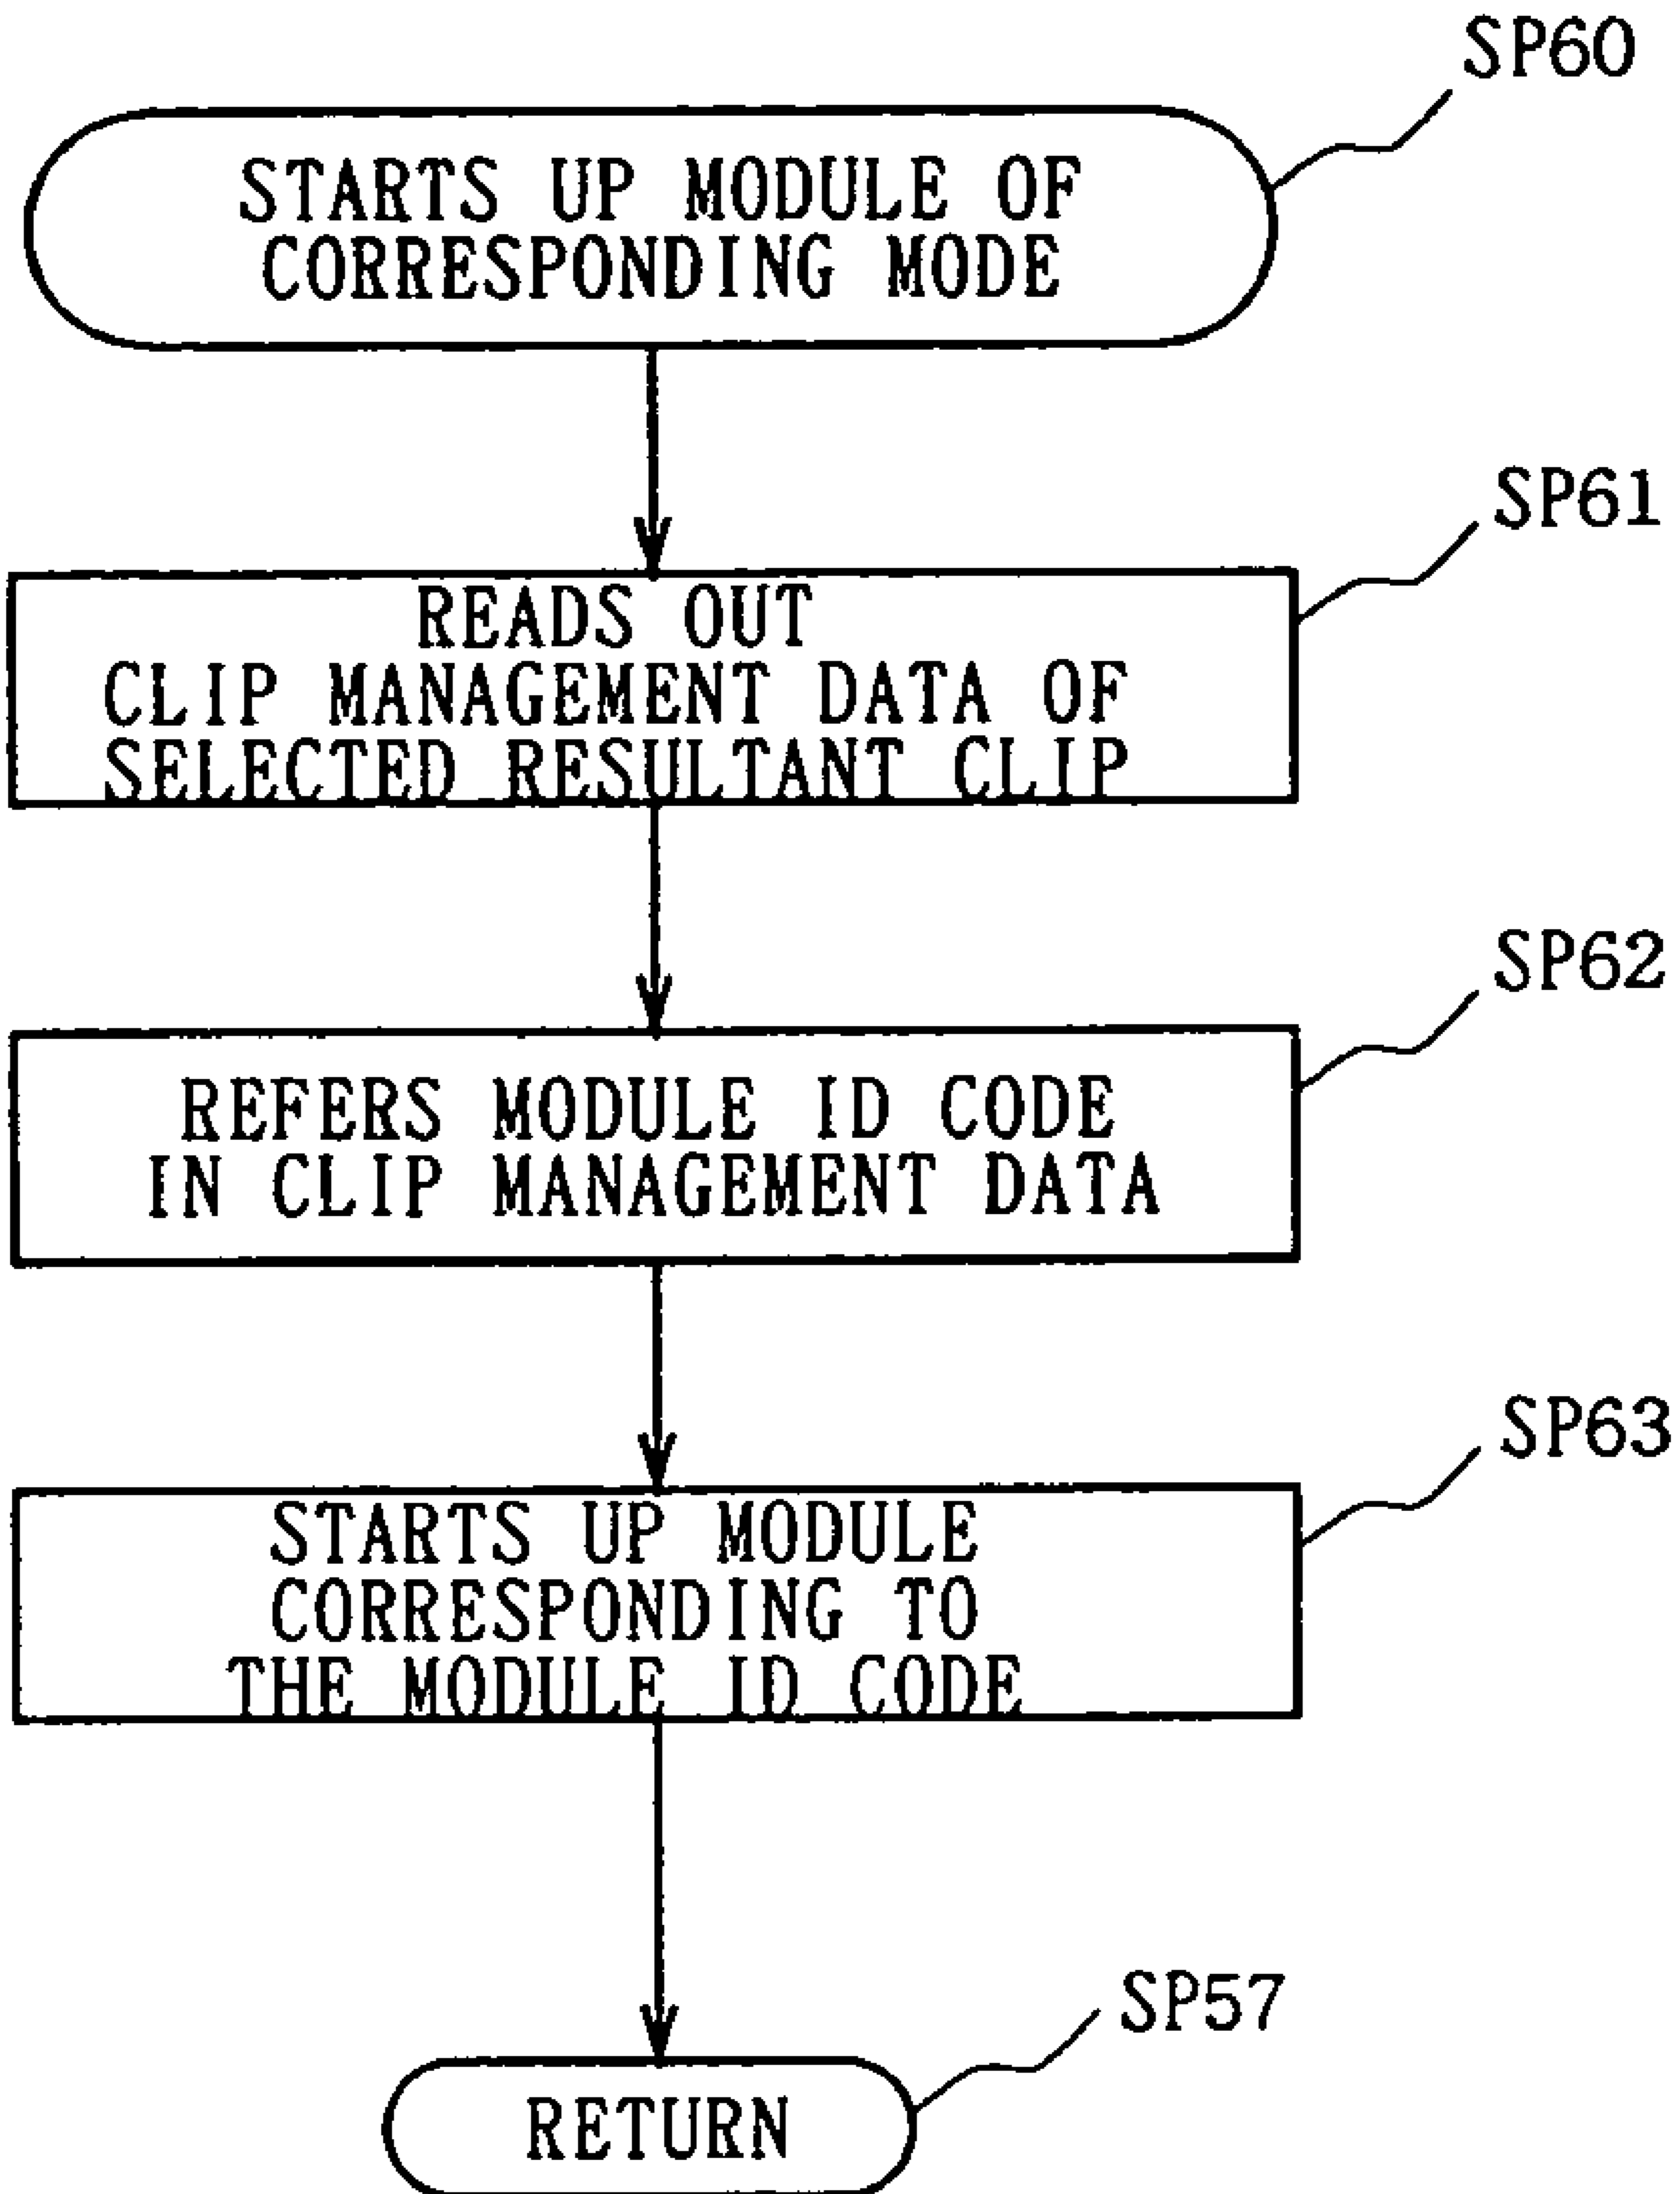 SP60
STARTS UP MODULE OF
CORRESPONDING MODE
SP61
READS OUT
CLIP MANAGEMENT DATA OF
SELECTED RESULTANT CLIP
SP62
REFERS MODULE ID CODE
IN CLIP MANAGEMENT DATA
SP63
STARTS UP MODULE
CORRESPONDING TO
THE MODULE ID CODE
SP57
RETURN